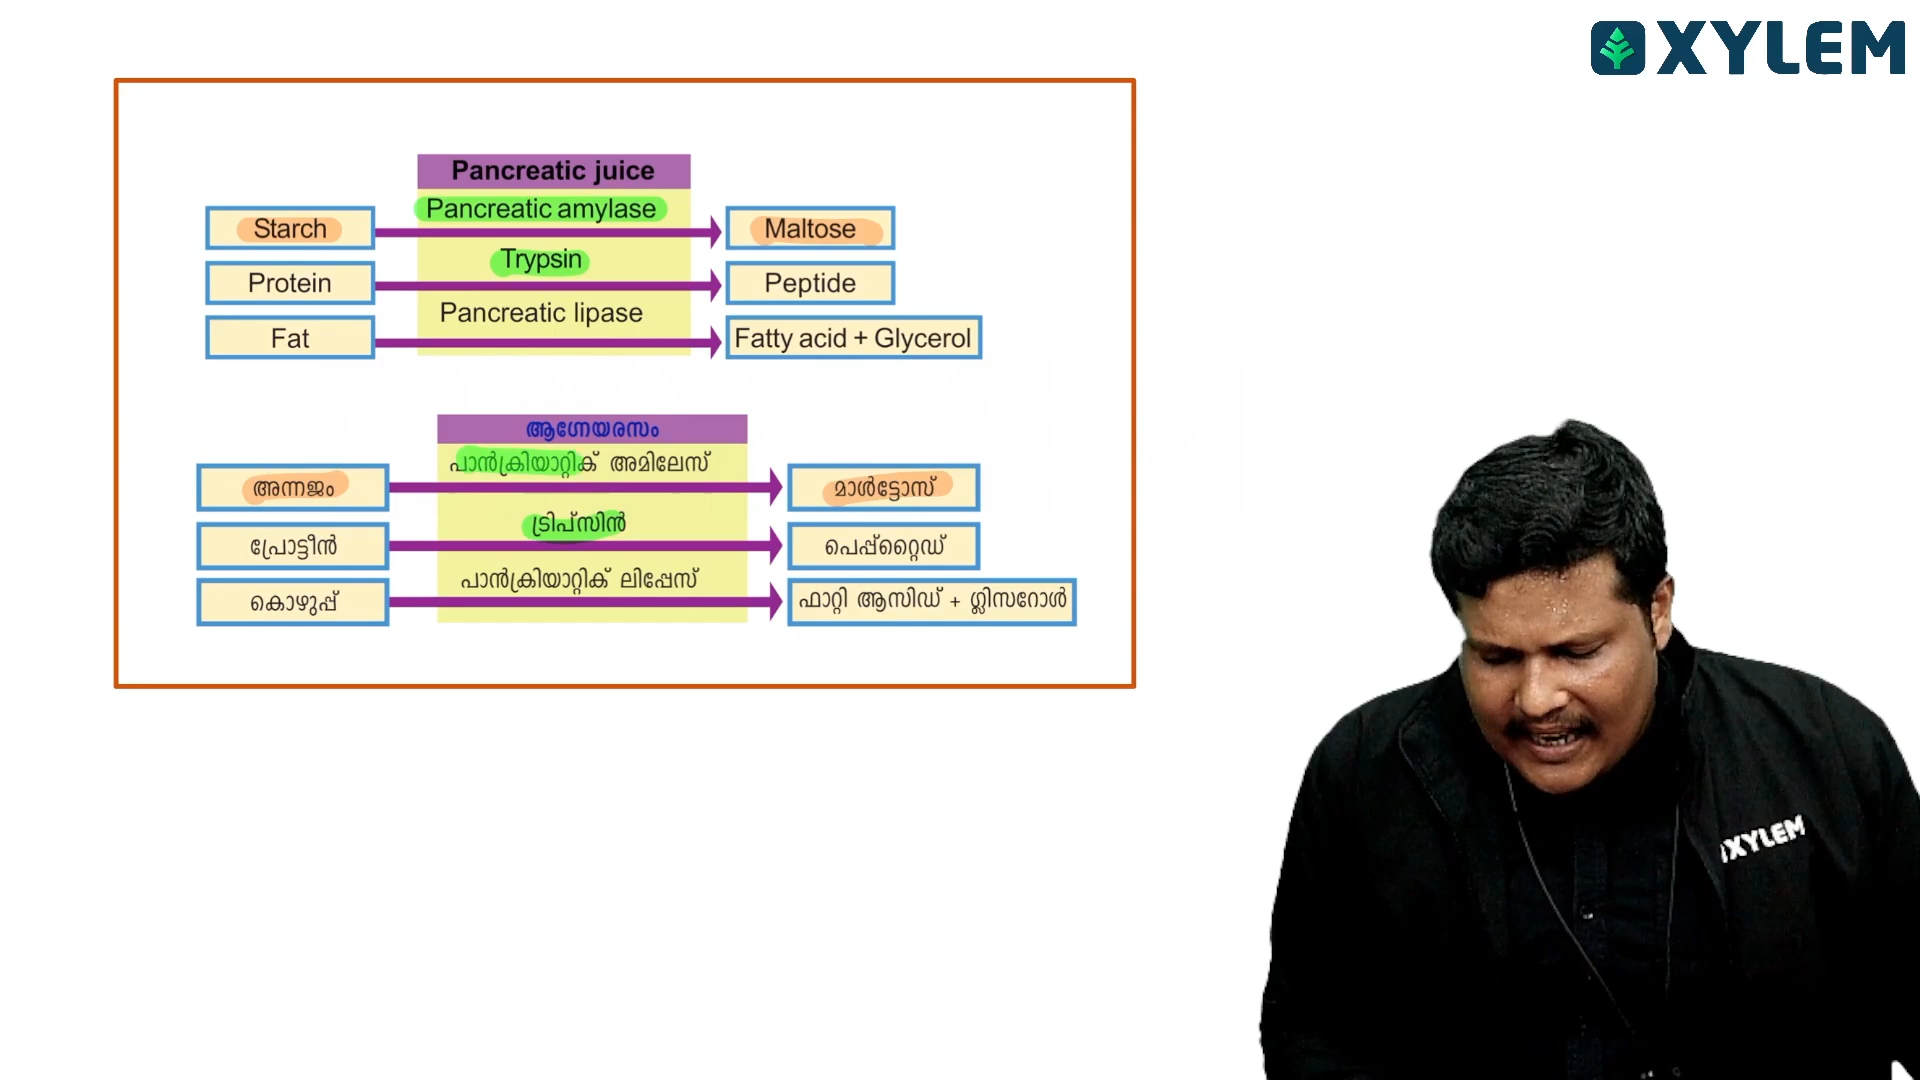 XYLEM
Pancreatic juice
Pancreatic amylase
Starch
Maltose
Trypsin
Protein
Peptide
Pancreatic lipase
Fat
Fatty acid + Glycerol
ആഗ്നേയരസം
പാൻക്രിയാറ്റിക് അമിലേസ്
അന്നജം
മാൾട്ടോസ്
ട്രിപ്സിൻ
പ്രോട്ടീൻ
പെപ്റ്റൈഡ്
പാൻക്രിയാറ്റിക് ലിപ്പേസ്
കൊഴുപ്പ്
ഫാറ്റി ആസിഡ് + ഗ്ലിസറോൾ
XYLEM